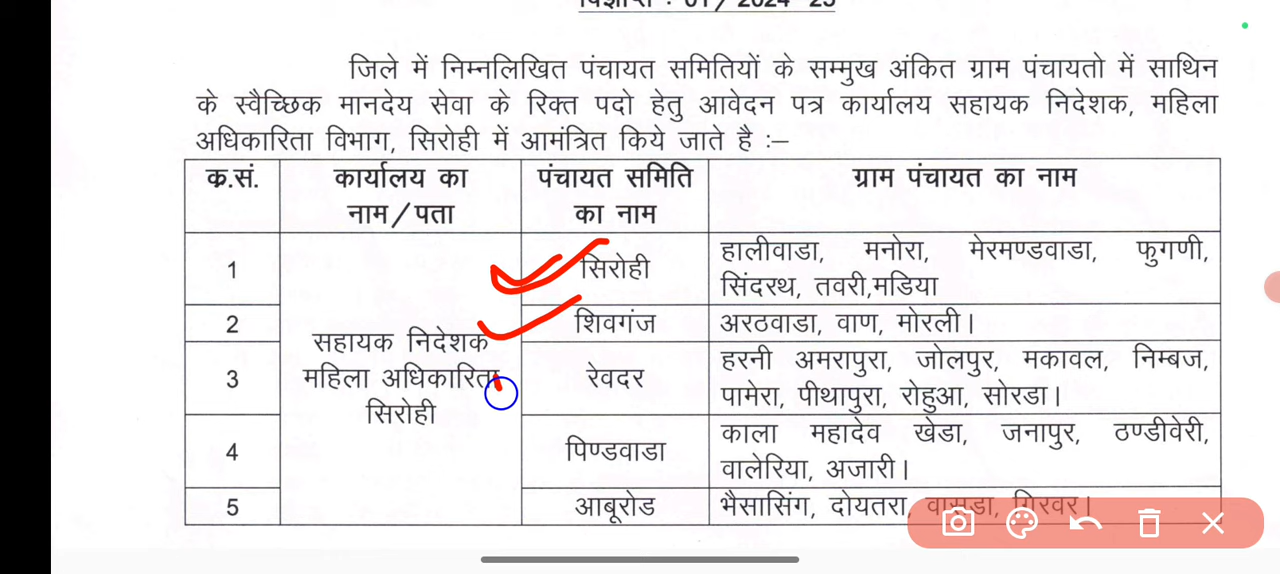 विज्ञप्ति : 01/2024-25
जिले में निम्नलिखित पंचायत समितियों के सम्मुख अंकित ग्राम पंचायतो में साथिन
के स्वैच्छिक मानदेय सेवा के रिक्त पदो हेतु आवेदन पत्र कार्यालय सहायक निदेशक, महिला
अधिकारिता विभाग, सिरोही में आमंत्रित किये जाते है :–
क्र.सं. कार्यालय का नाम/पता पंचायत समिति का नाम ग्राम पंचायत का नाम
1 सिरोही हालीवाडा, मनोरा, मेरमण्डवाडा, फुगणी,
सिंदरथ, तवरी,मडिया
2 शिवगंज अरठवाडा, वाण, मोरली।
सहायक निदेशक
महिला अधिकारिता
सिरोही
3 रेवदर हरनी अमरापुरा, जोलपुर, मकावल, निम्बज,
पामेरा, पीथापुरा, रोहुआ, सोरडा।
4 पिण्डवाडा काला महादेव खेडा, जनापुर, ठण्डीवेरी,
वालेरिया, अजारी।
5 आबूरोड भैसासिंग, दोयतरा, वासडा, गिरवर।